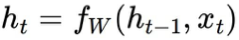 h_t = f_W(h_{t-1}, x_t)